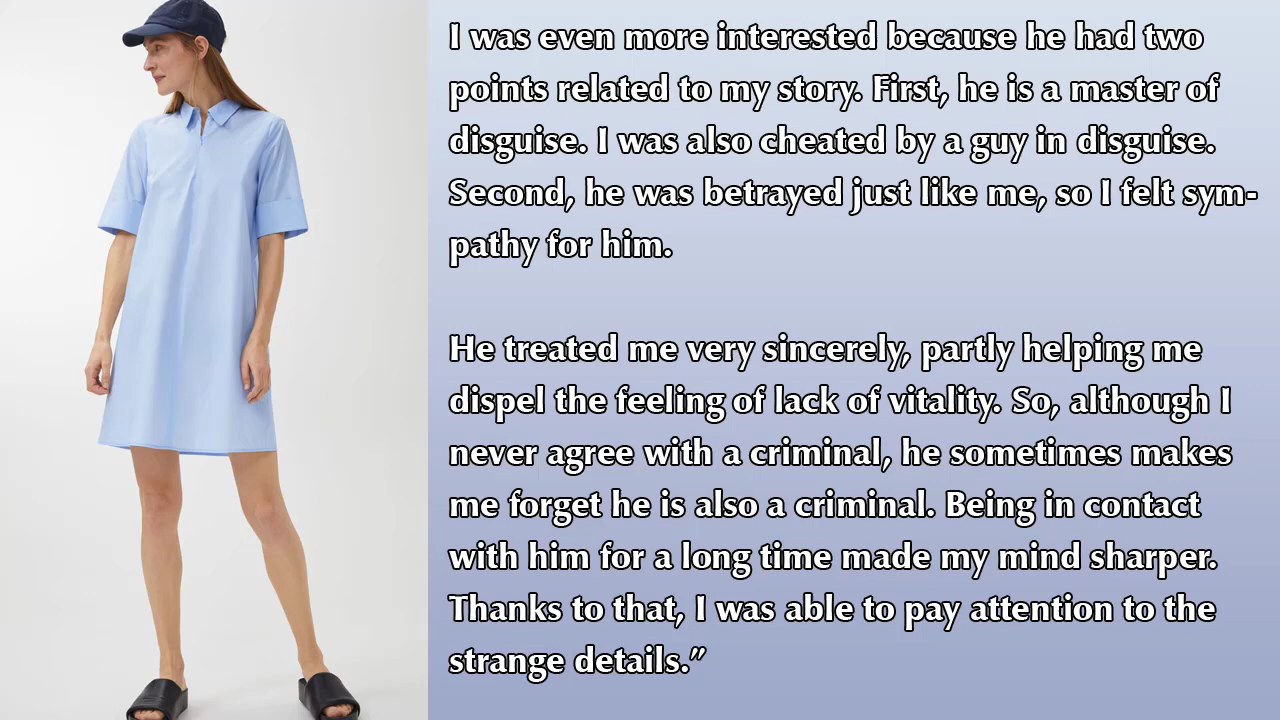 I was even more interested because he had two
points related to my story. First, he is a master of
disguise. I was also cheated by a guy in disguise.
Second, he was betrayed just like me, so I felt sym-
pathy for him.
He treated me very sincerely, partly helping me
dispel the feeling of lack of vitality. So, although I
never agree with a criminal, he sometimes makes
me forget he is also a criminal. Being in contact
with him for a long time made my mind sharper.
Thanks to that, I was able to pay attention to the
strange details.”